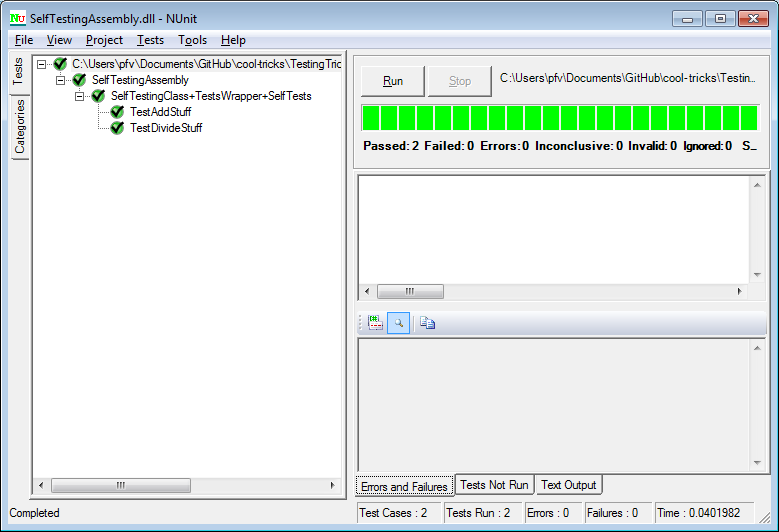 NU SelfTestingAssembly.dll - NUnit
File View Project Tests Tools Help
Tests
Categories
C:\Users\pfv\Documents\GitHub\cool-tricks\TestingTric
SelfTestingAssembly
SelfTestingClass+TestsWrapper+SelfTests
TestAddStuff
TestDivideStuff
Run Stop C:\Users\pfv\Documents\GitHub\cool-tricks\Testin...
Passed: 2 Failed: 0 Errors: 0 Inconclusive: 0 Invalid: 0 Ignored: 0 S...
Errors and Failures Tests Not Run Text Output
Completed Test Cases : 2 Tests Run : 2 Errors : 0 Failures : 0 Time : 0.0401982